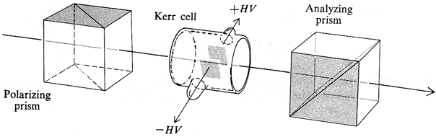 Kerr cell
+HV
Analyzing
prism
Polarizing
prism
−HV